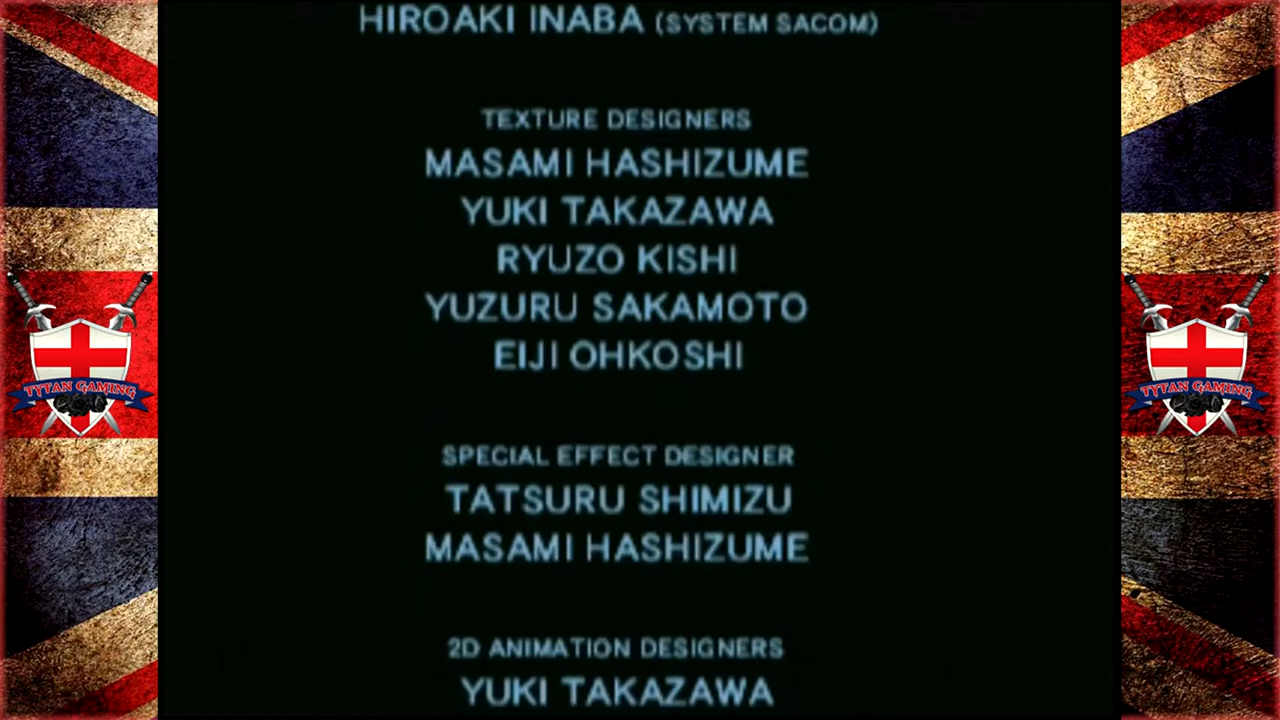 HIROAKI INABA (SYSTEM SACOM)
TEXTURE DESIGNERS
MASAMI HASHIZUME
YUKI TAKAZAWA
RYUZO KISHI
YUZURU SAKAMOTO
EIJI OHKOSHI
SPECIAL EFFECT DESIGNER
TATSURU SHIMIZU
MASAMI HASHIZUME
2D ANIMATION DESIGNERS
YUKI TAKAZAWA
TYTAN GAMING
TYTAN GAMING